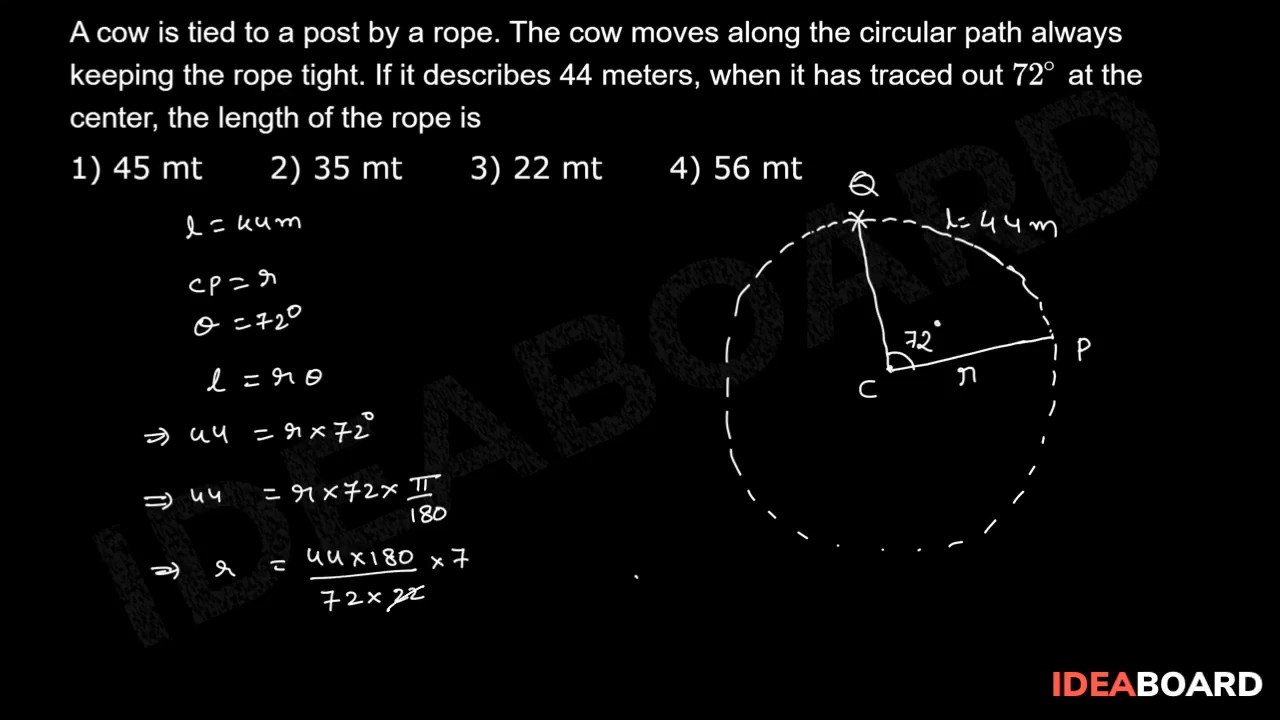 A cow is tied to a post by a rope. The cow moves along the circular path always
keeping the rope tight. If it describes 44 meters, when it has traced out 72° at the
center, the length of the rope is
1) 45 mt 2) 35 mt 3) 22 mt 4) 56 mt
l = 44m
CP = r
θ = 72°
l = r θ
⇒ 44 = r × 72°
⇒ 44 = r × 72 × π/180
⇒ r = 44 × 180 / 72 × 22 × 7
Q
l = 44m
72°
P
C
r
IDEABOARD
IDEABOARD